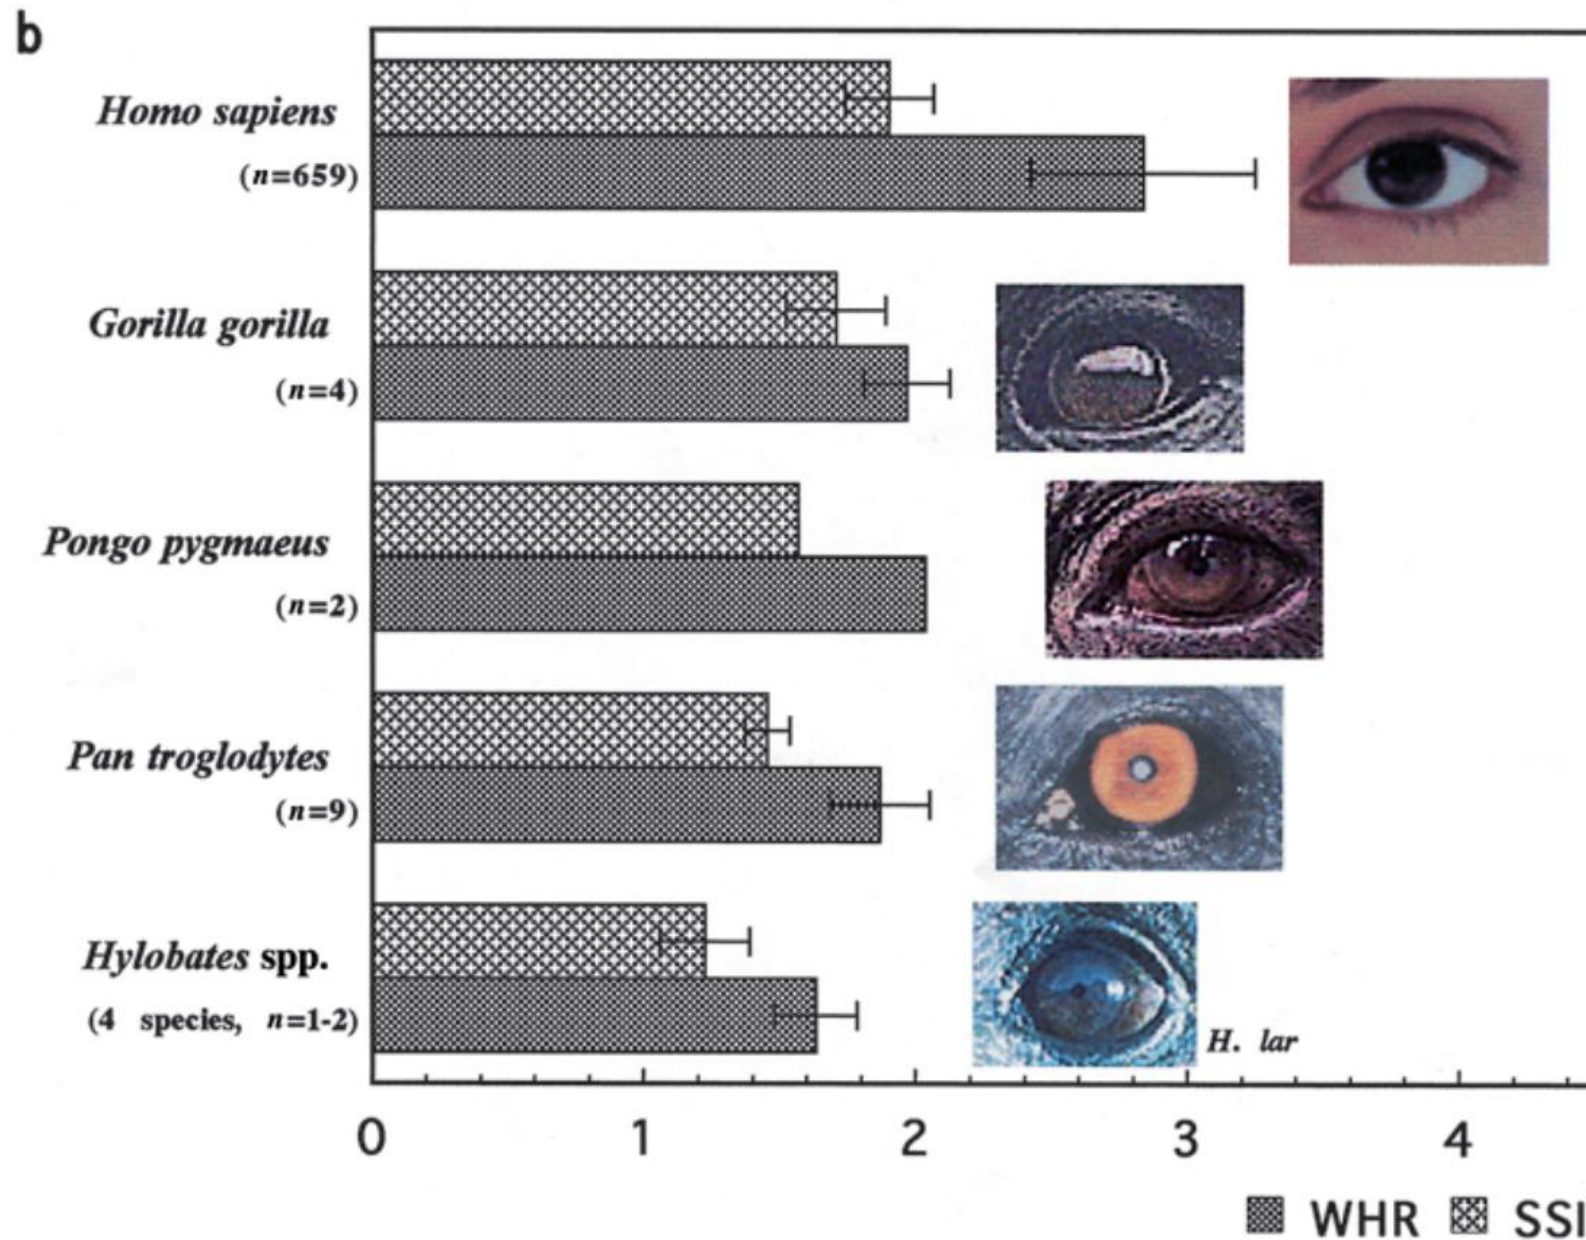 b
Homo sapiens
(n=659)
Gorilla gorilla
(n=4)
Pongo pygmaeus
(n=2)
Pan troglodytes
(n=9)
Hylobates spp.
(4 species, n=1-2)
H. lar
0 1 2 3 4
WHR SSI